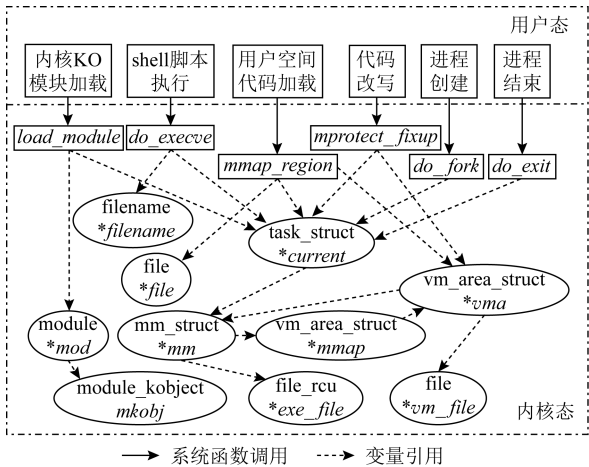 用户态
内核KO
模块加载
shell脚本
执行
用户空间
代码加载
代码
改写
进程
创建
进程
结束
load_module
do_execve
mprotect_fixup
mmap_region
do_fork
do_exit
filename
*filename
task_struct
*current
file
*file
vm_area_struct
*vma
module
*mod
mm_struct
*mm
vm_area_struct
*mmap
module_kobject
mkobj
file_rcu
*exe_file
file
*vm_file
内核态
系统函数调用
变量引用